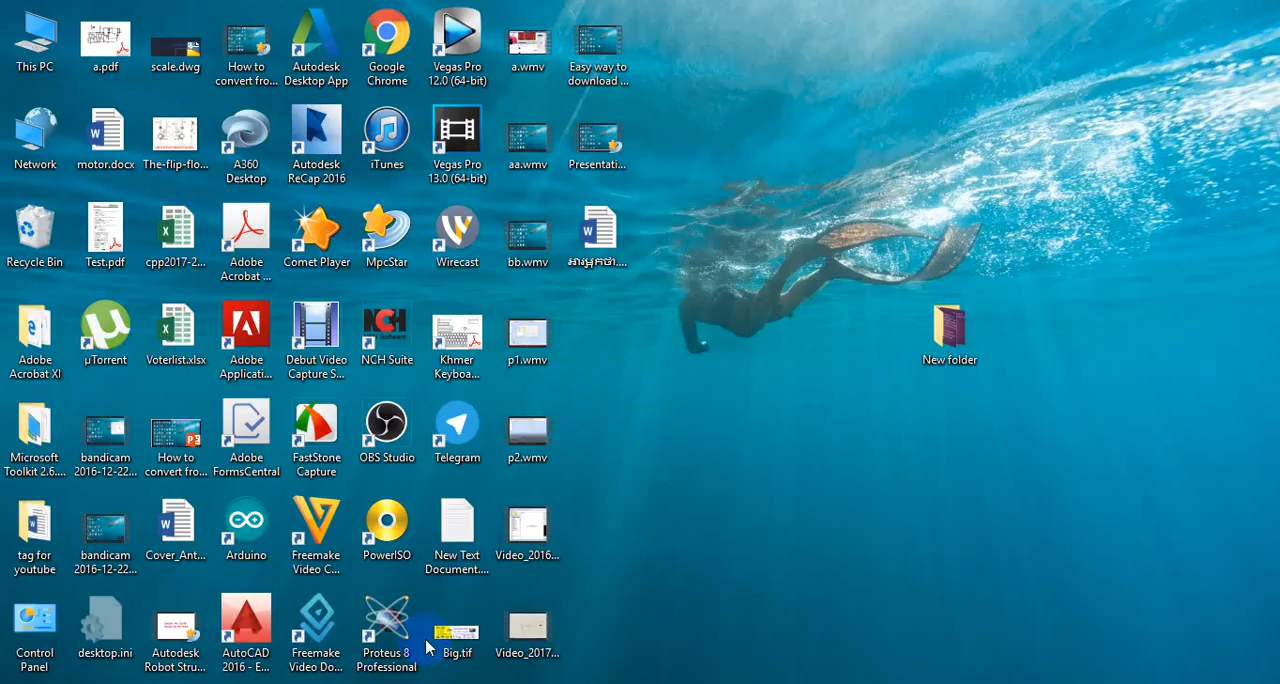 This PC
a.pdf
scale.dwg
How to
convert fro...
Autodesk
Desktop App
Google
Chrome
Vegas Pro
12.0 (64-bit)
a.wmv
Easy way to
download ...
Network
motor.docx
The-flip-flo...
A360
Desktop
Autodesk
ReCap 2016
iTunes
Vegas Pro
13.0 (64-bit)
aa.wmv
Presentati...
Recycle Bin
Test.pdf
cpp2017-2...
Adobe
Acrobat ...
Comet Player
MpcStar
Wirecast
bb.wmv
Adobe
Acrobat XI
µTorrent
Voterlist.xlsx
Adobe
Applicati...
Debut Video
Capture S...
NCH
NCH Suite
Khmer
Keyboa...
p1.wmv
New folder
Microsoft
Toolkit 2.6....
bandicam
2016-12-22...
How to
convert fro...
Adobe
FormsCentral
FastStone
Capture
OBS Studio
Telegram
p2.wmv
tag for
youtube
bandicam
2016-12-22...
Cover_Ant...
Arduino
Freemake
Video C...
PowerISO
New Text
Document....
Video_2016...
Control
Panel
desktop.ini
Autodesk
Robot Stru...
AutoCAD
2016 - E...
Freemake
Video Do...
Proteus 8
Professional
Big.tif
Video_2017...